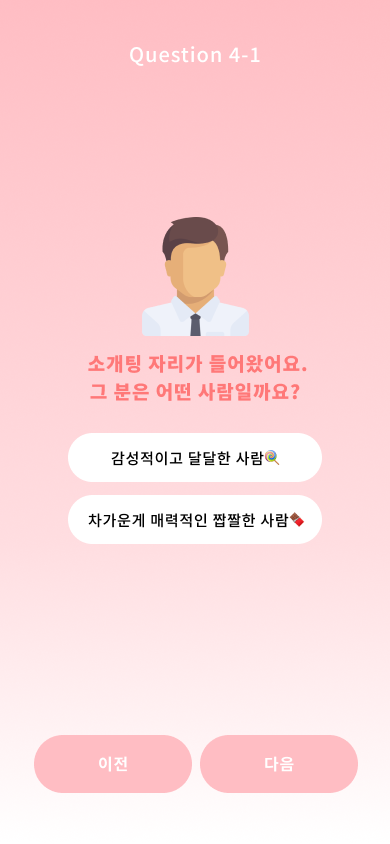 Question 4-1
소개팅 자리가 들어왔어요.
그 분은 어떤 사람일까요?
감성적이고 달달한 사람🍭
차가운게 매력적인 짭짤한 사람🍫
이전
다음